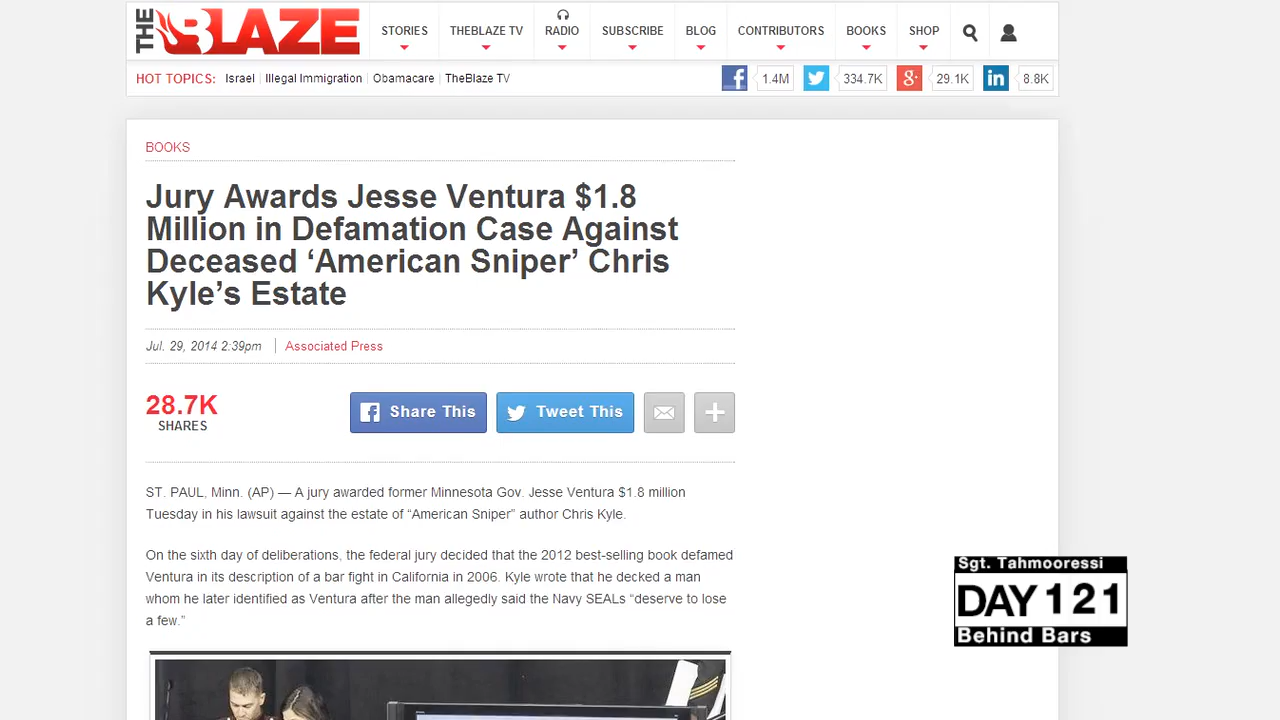 THE BLAZE
STORIES THEBLAZE TV RADIO SUBSCRIBE BLOG CONTRIBUTORS BOOKS SHOP
HOT TOPICS: Israel Illegal Immigration Obamacare TheBlaze TV 1.4M 334.7K 29.1K 8.8K
BOOKS
Jury Awards Jesse Ventura $1.8
Million in Defamation Case Against
Deceased ‘American Sniper’ Chris
Kyle’s Estate
Jul. 29, 2014 2:39pm Associated Press
28.7K
SHARES
Share This Tweet This
ST. PAUL, Minn. (AP) — A jury awarded former Minnesota Gov. Jesse Ventura $1.8 million
Tuesday in his lawsuit against the estate of “American Sniper” author Chris Kyle.
On the sixth day of deliberations, the federal jury decided that the 2012 best-selling book defamed
Ventura in its description of a bar fight in California in 2006. Kyle wrote that he decked a man
whom he later identified as Ventura after the man allegedly said the Navy SEALs “deserve to lose
a few.”
Sgt. Tahmooressi
DAY 121
Behind Bars